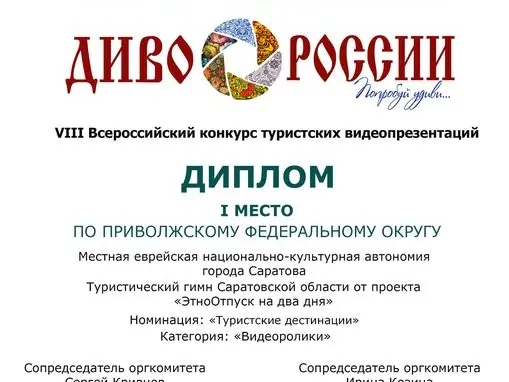 ДИВО РОССИИ
Попробуй удиви...
VIII Всероссийский конкурс туристских видеопрезентаций
ДИПЛОМ
I МЕСТО
ПО ПРИВОЛЖСКОМУ ФЕДЕРАЛЬНОМУ ОКРУГУ
Местная еврейская национально-культурная автономия
города Саратова
Туристический гимн Саратовской области от проекта
«ЭтноОтпуск на два дня»
Номинация: «Туристские дестинации»
Категория: «Видеоролики»
Сопредседатель оргкомитета Сопредседатель оргкомитета
Сергей Ирина